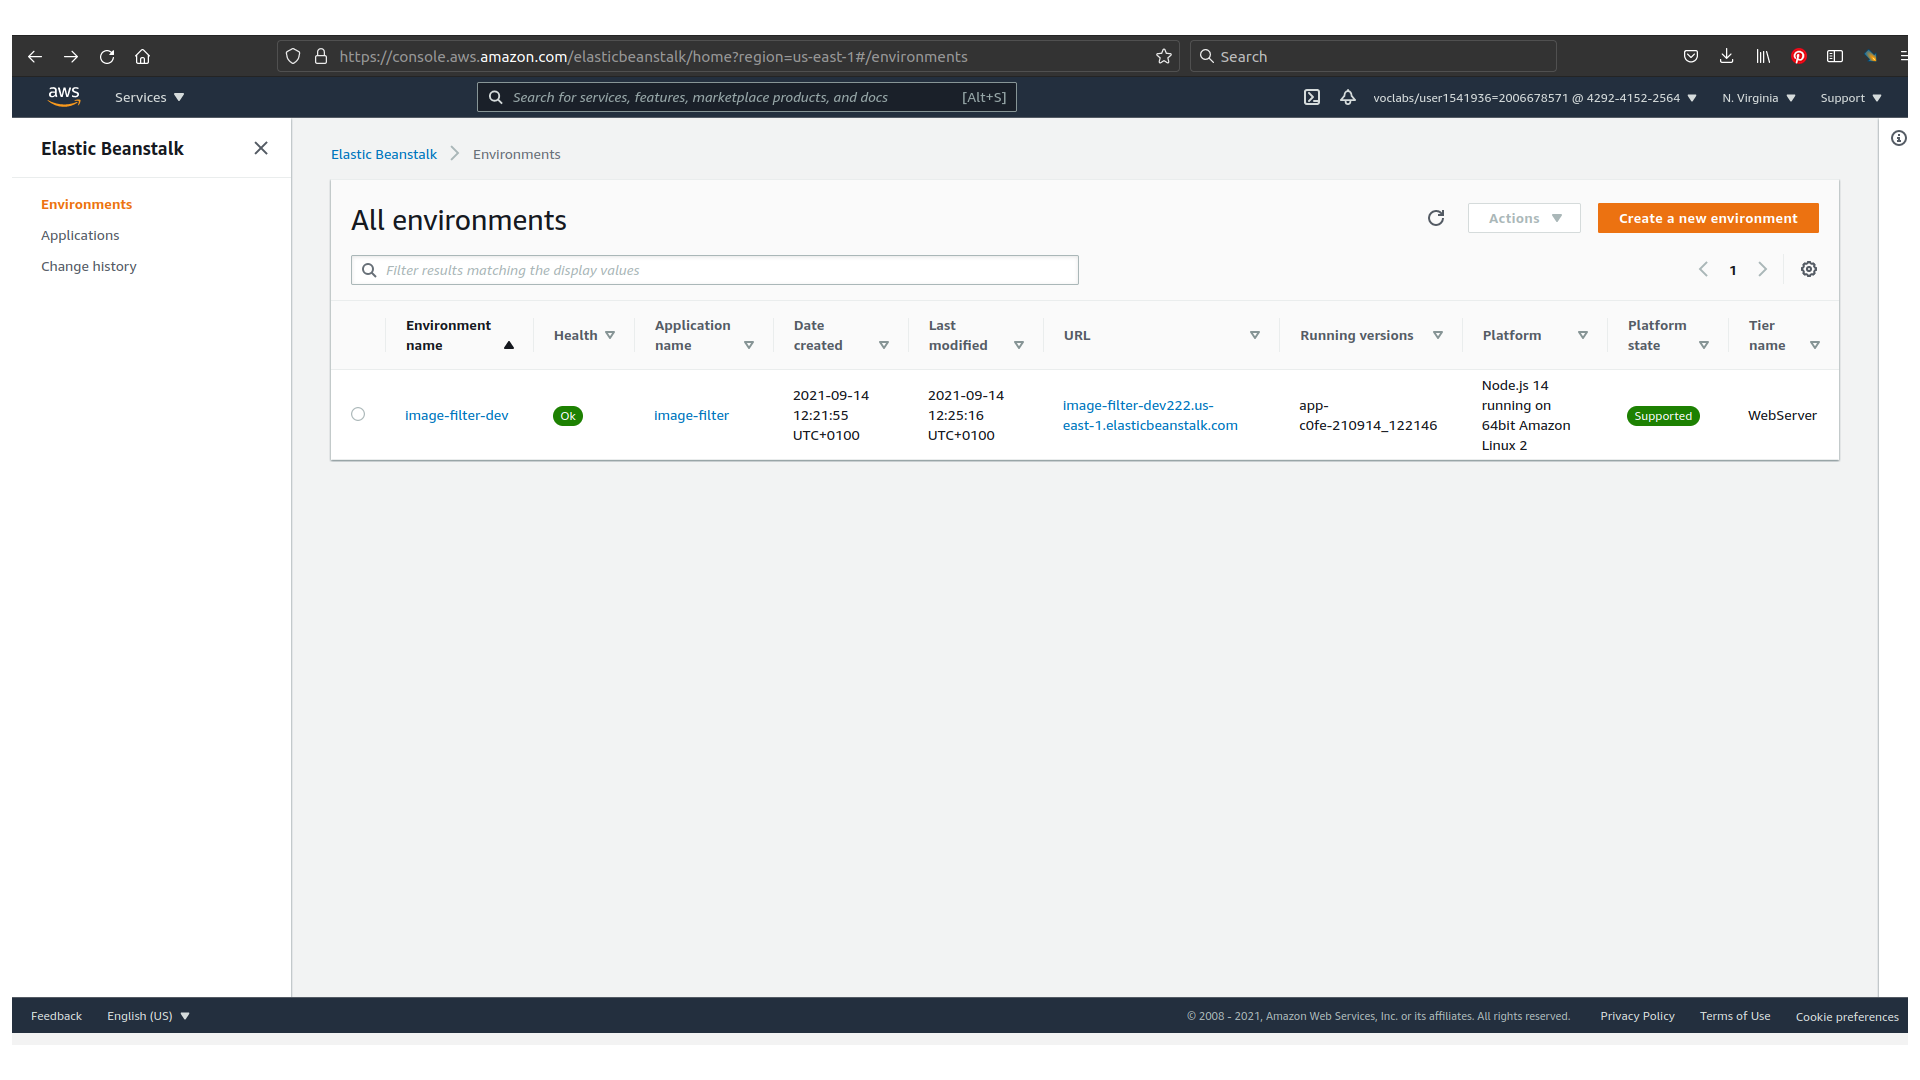 https://console.aws.amazon.com/elasticbeanstalk/home?region=us-east-1#/environments
Search
aws
Services
Search for services, features, marketplace products, and docs
[Alt+S]
voclabs/user1541936=2006678571 @ 4292-4152-2564
N. Virginia
Support
Elastic Beanstalk
Environments
Applications
Change history
Elastic Beanstalk
Environments
All environments
Actions
Create a new environment
Filter results matching the display values
1
Environment
name
Health
Application
name
Date
created
Last
modified
URL
Running versions
Platform
Platform
state
Tier
name
image-filter-dev
Ok
image-filter
2021-09-14
12:21:55
UTC+0100
2021-09-14
12:25:16
UTC+0100
image-filter-dev222.us-
east-1.elasticbeanstalk.com
app-
c0fe-210914_122146
Node.js 14
running on
64bit Amazon
Linux 2
Supported
WebServer
Feedback
English (US)
© 2008 - 2021, Amazon Web Services, Inc. or its affiliates. All rights reserved.
Privacy Policy
Terms of Use
Cookie preferences